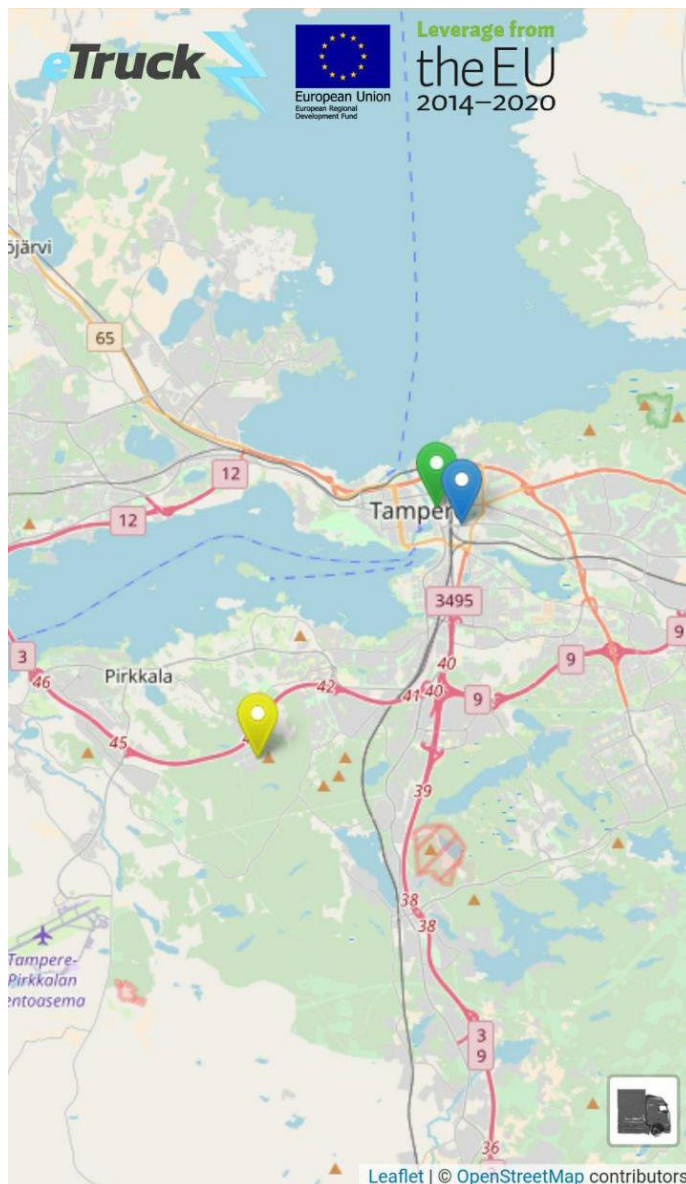 eTruck
European Union
European Regional
Development Fund
Leverage from
the EU
2014–2020
öjärvi
65
12
12
Tamper
3495
3
46
Pirkkala
42
41
40
40
9
9
9
45
39
38
38
Tampere-
Pirkkalan
entoasema
3
9
36
Leaflet | © OpenStreetMap contributors